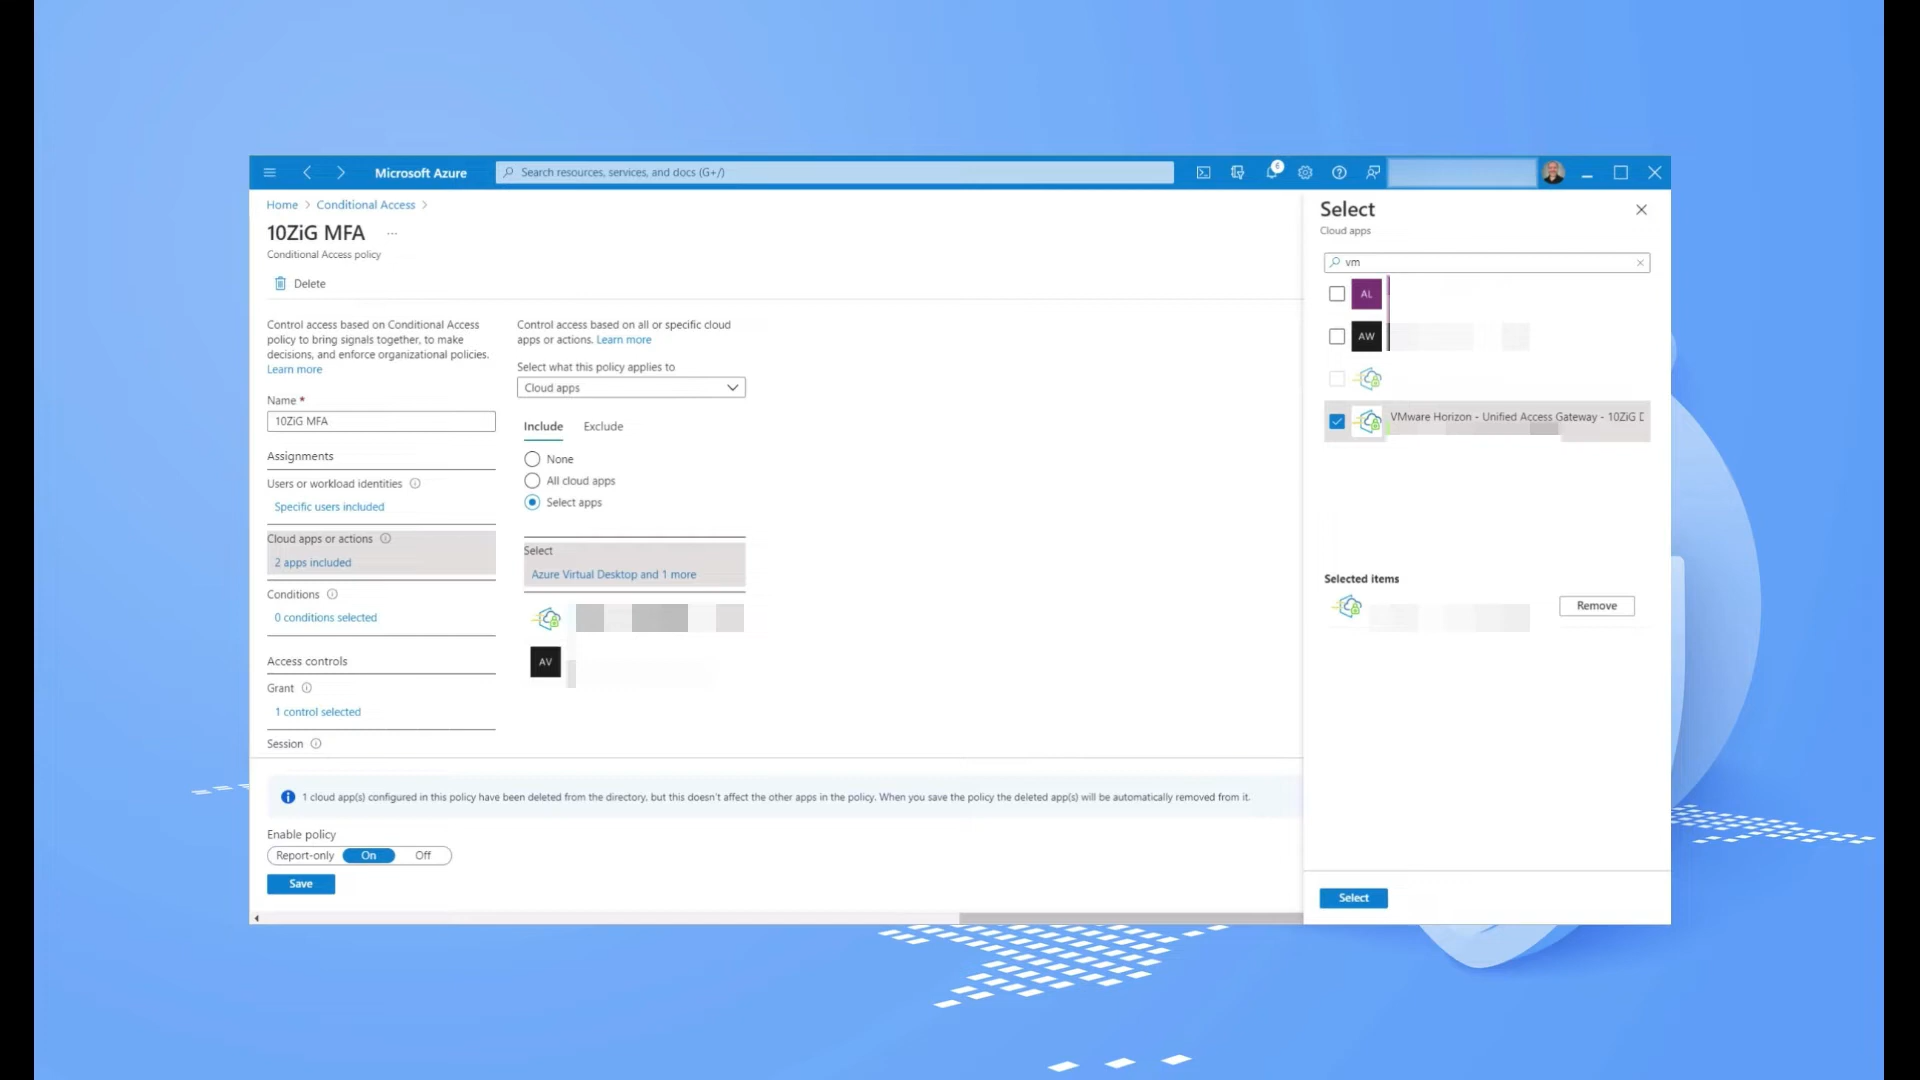 Microsoft Azure
Search resources, services, and docs (G+/)
6
Home > Conditional Access >
10ZiG MFA ...
Conditional Access policy
Delete
Control access based on Conditional Access
policy to bring signals together, to make
decisions, and enforce organizational policies.
Learn more
Name *
10ZiG MFA
Assignments
Users or workload identities
Specific users included
Cloud apps or actions
2 apps included
Conditions
0 conditions selected
Access controls
Grant
1 control selected
Session
Control access based on all or specific cloud
apps or actions. Learn more
Select what this policy applies to
Cloud apps
Include Exclude
None
All cloud apps
Select apps
Select
Azure Virtual Desktop and 1 more
AV
1 cloud app(s) configured in this policy have been deleted from the directory, but this doesn't affect the other apps in the policy. When you save the policy the deleted app(s) will be automatically removed from it.
Enable policy
Report-only On Off
Save
Select
Cloud apps
vm
AL
AW
VMware Horizon - Unified Access Gateway - 10ZiG
Selected items
Remove
Select